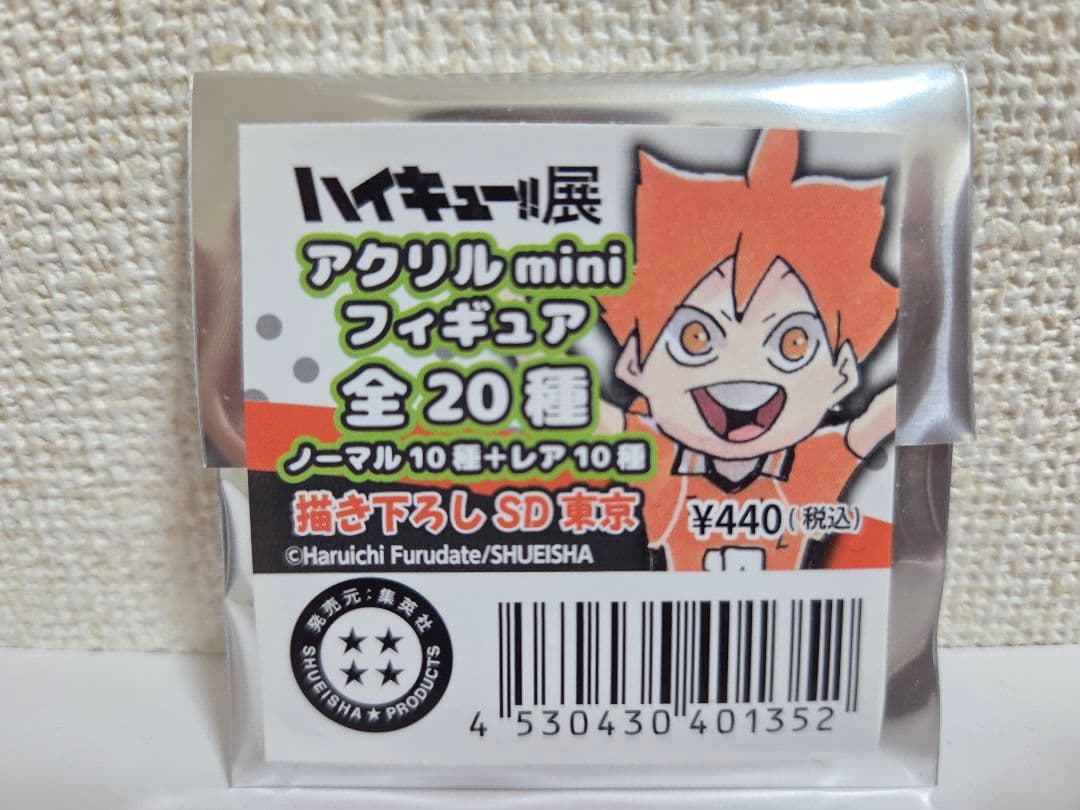 ハイキュー!!展
アクリルmini
フィギュア
全20種
ノーマル10種+レア10種
描き下ろしSD東京
¥440(税込)
©Haruichi Furudate/SHUEISHA
発売元:集英社
SHUEISHA★PRODUCTS
4 530430 401352